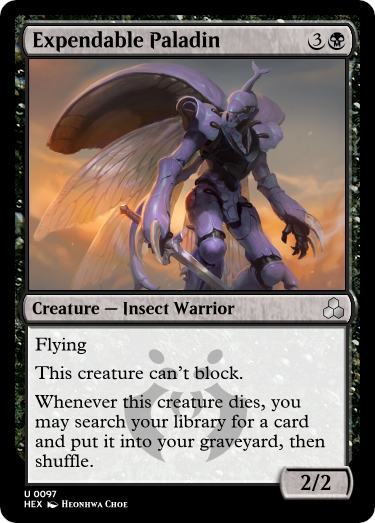 Expendable Paladin 3
Creature — Insect Warrior
Flying
This creature can't block.
Whenever this creature dies, you
may search your library for a card
and put it into your graveyard, then
shuffle.
2/2
U 0097
HEX Heonhwa Choe